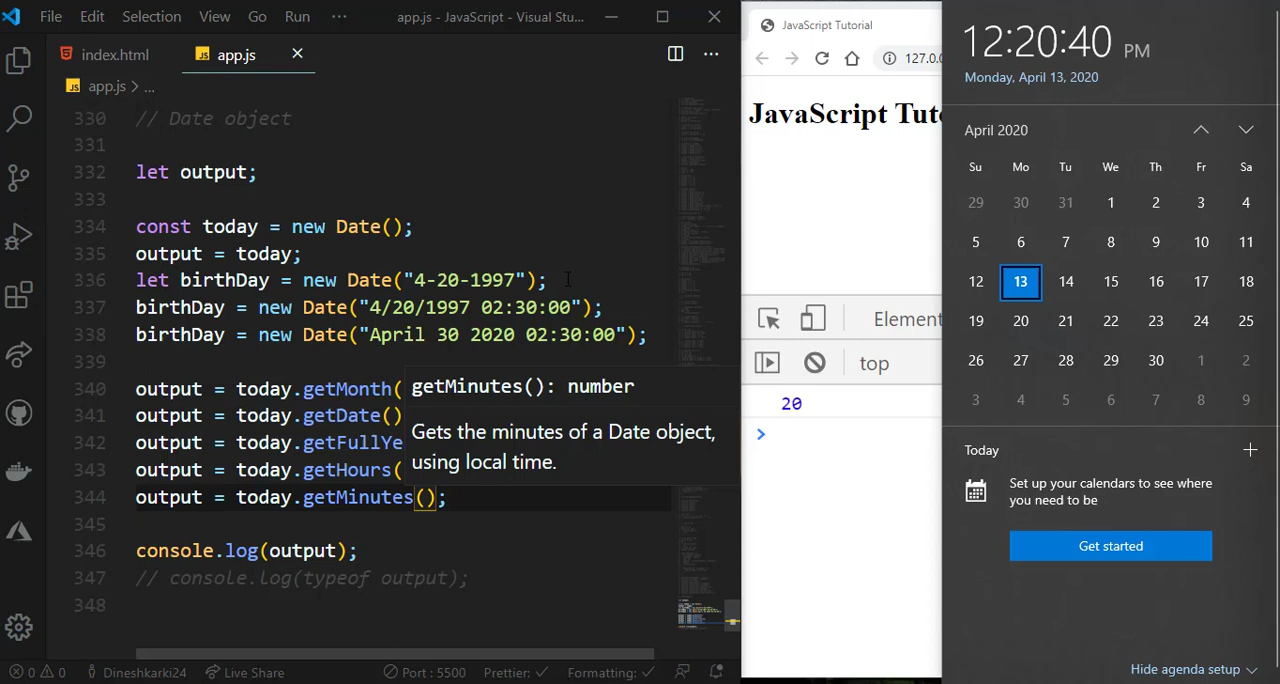 File Edit Selection View Go Run ··· app.js - JavaScript - Visual Stu...
index.html app.js
app.js > ...
330 // Date object
331
332 let output;
333
334 const today = new Date();
335 output = today;
336 let birthDay = new Date("4-20-1997");
337 birthDay = new Date("4/20/1997 02:30:00");
338 birthDay = new Date("April 30 2020 02:30:00");
339
340 output = today.getMonth(
341 output = today.getDate()
342 output = today.getFullYe
343 output = today.getHours(
344 output = today.getMinutes();
345
346 console.log(output);
347 // console.log(typeof output);
348
getMinutes(): number
Gets the minutes of a Date object,
using local time.
0 0 Dineshkarki24 Live Share Port : 5500 Prettier: Formatting:
JavaScript Tutorial
127.0.0
JavaScript Tuto
Element
top
20
12:20:40 PM
Monday, April 13, 2020
April 2020
Su Mo Tu We Th Fr Sa
29 30 31 1 2 3 4
5 6 7 8 9 10 11
12 13 14 15 16 17 18
19 20 21 22 23 24 25
26 27 28 29 30 1 2
3 4 5 6 7 8 9
Today
Set up your calendars to see where
you need to be
Get started
Hide agenda setup